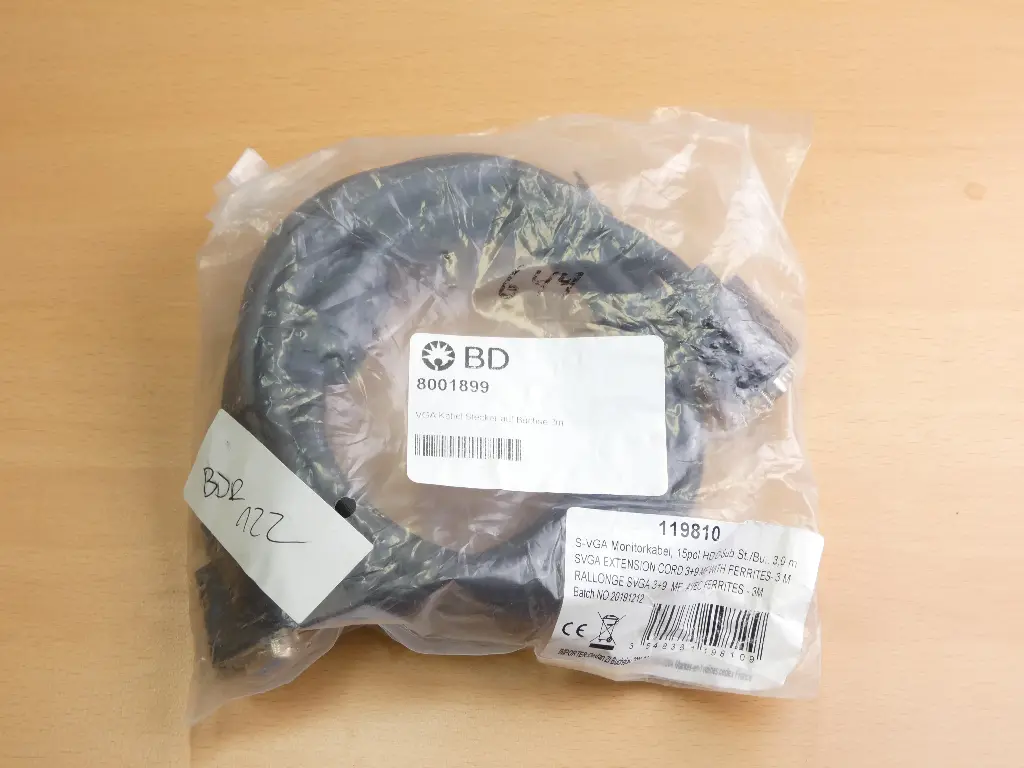 644
BD
8001899
VGA Kabel Stecker auf Buchse 3m
BDR
122
119810
S-VGA Monitorkabel, 15pol HD-Sub St./Bu., 3,0 m
SVGA EXTENSION CORD 3+9 MF WITH FERRITES- 3 M
RALLONGE SVGA 3+9 MF AVEC FERRITES - 3M
Batch NO 20181212
CE
IMPORTER